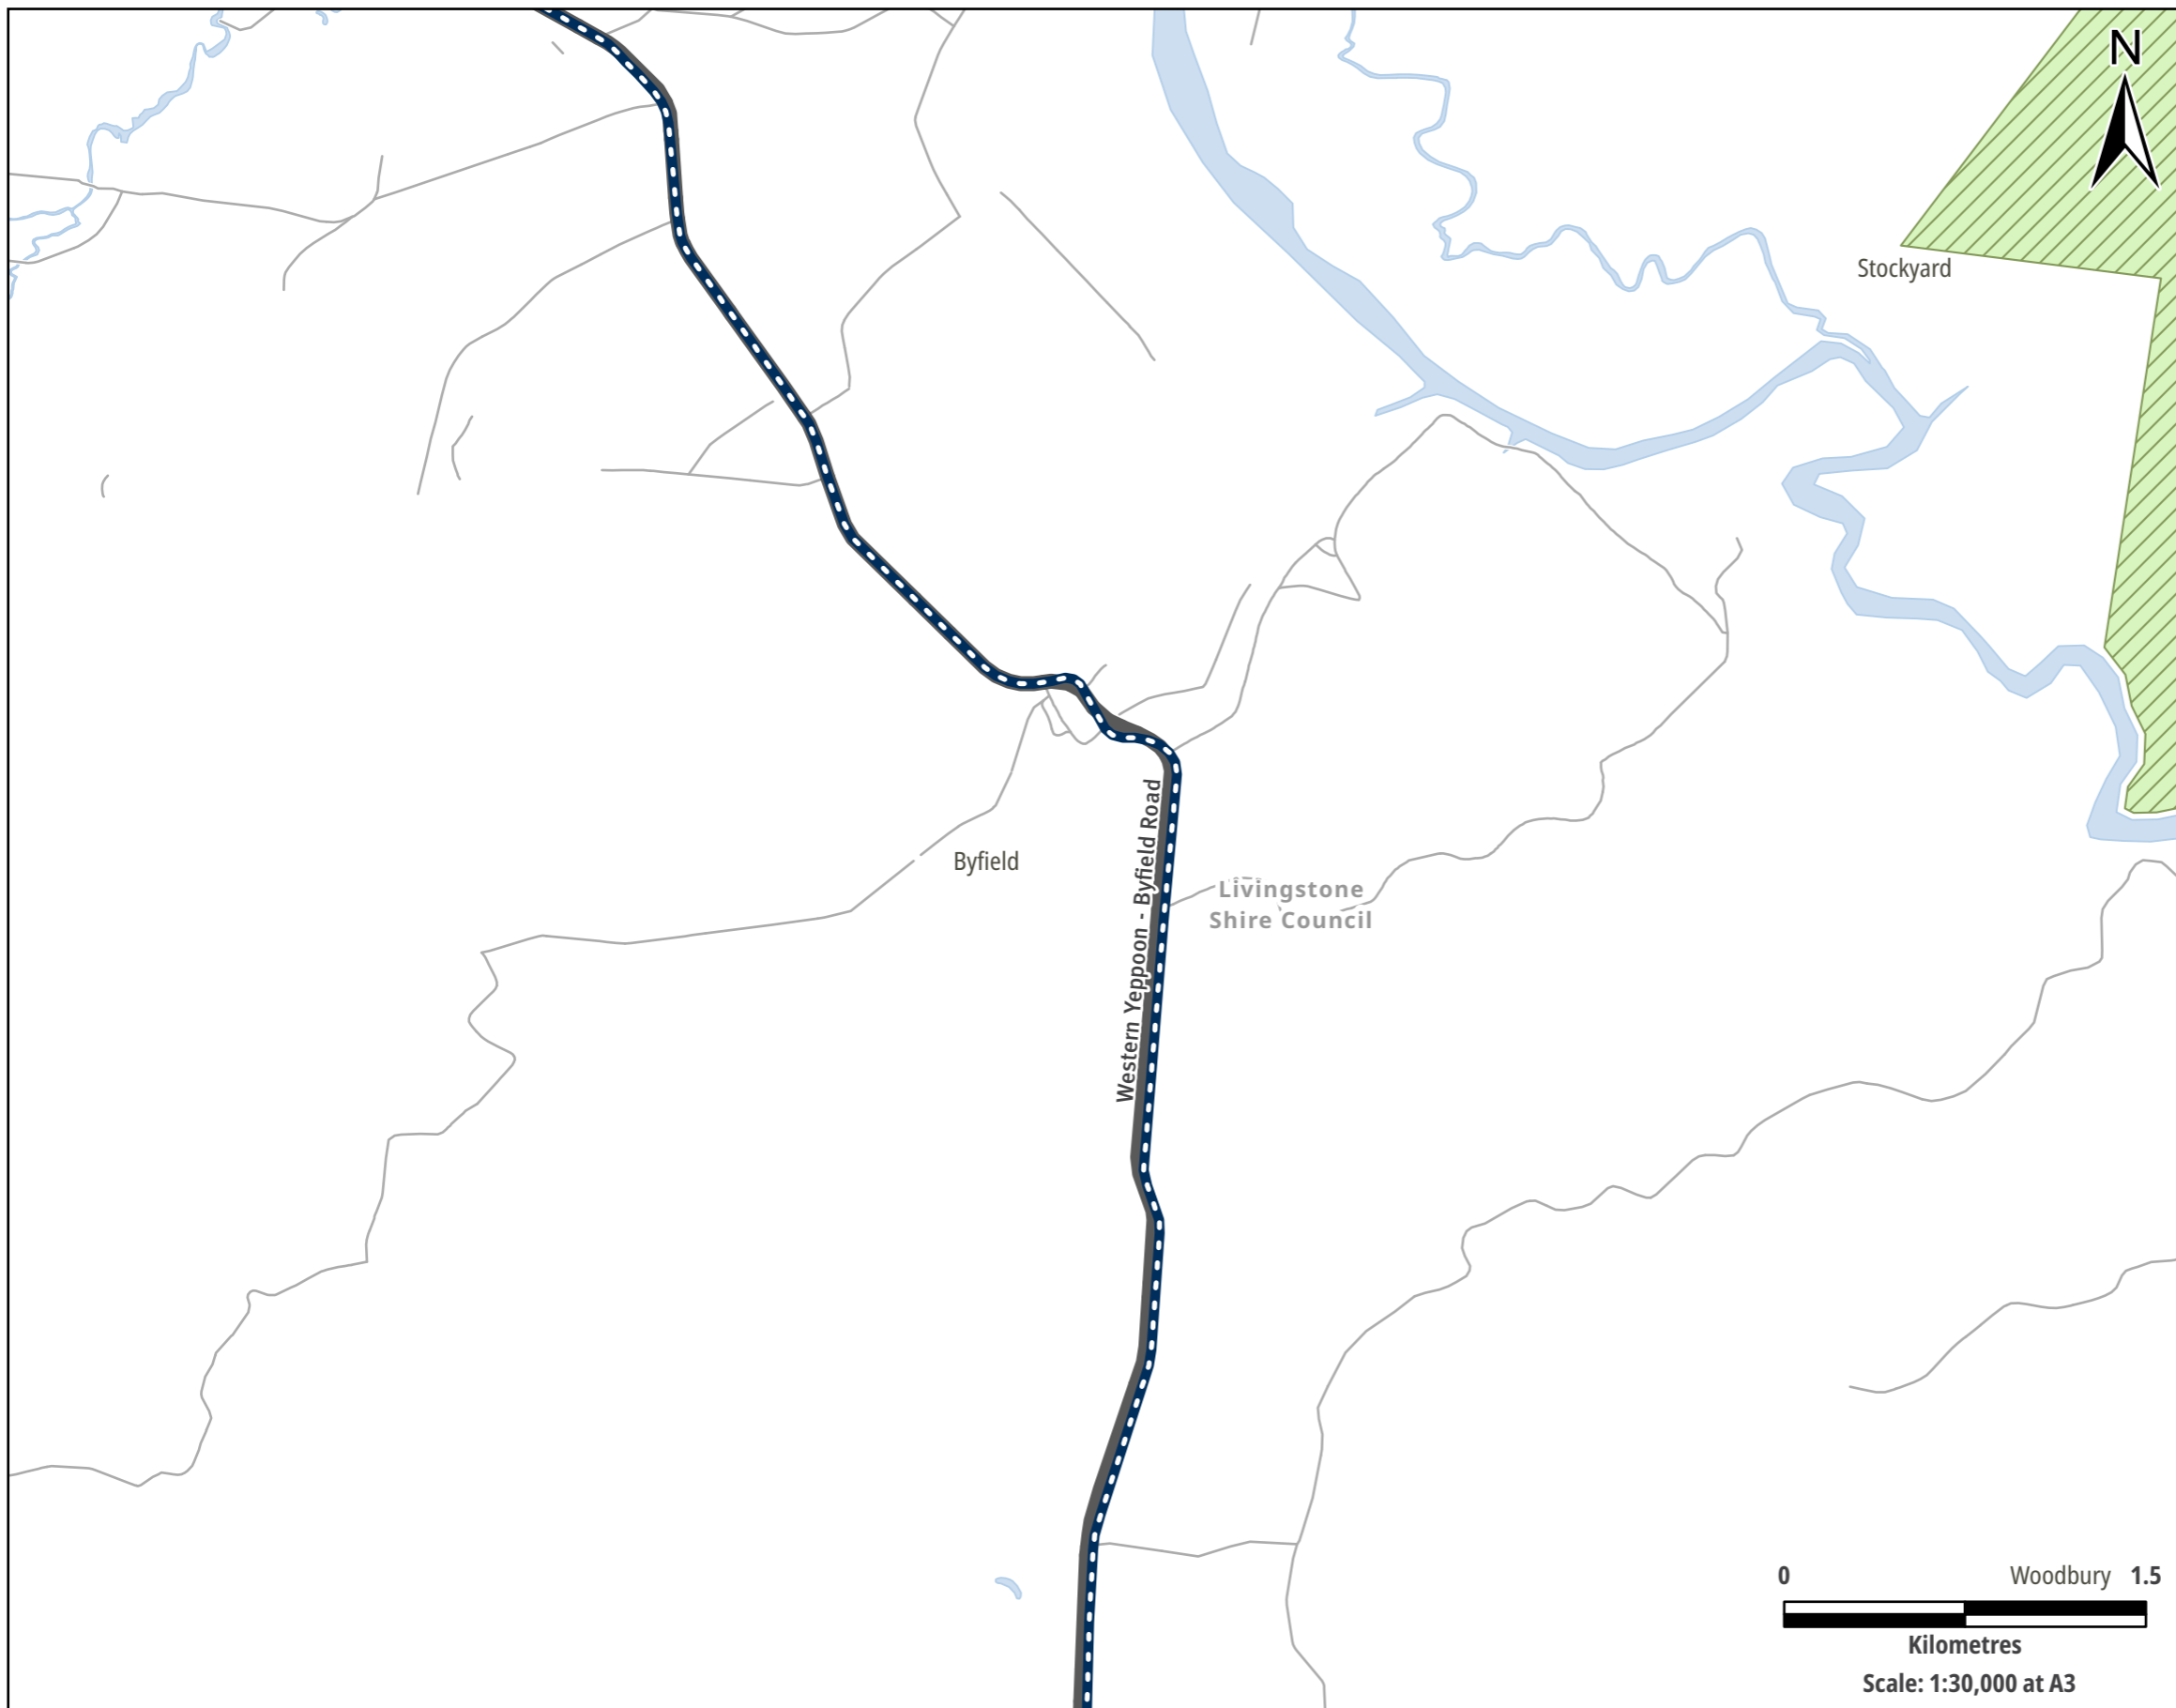 N
Stockyard
Western Yeppoon - Byfield Road
Byfield
Livingstone
Shire Council
0 Woodbury 1.5
Kilometres
Scale: 1:30,000 at A3